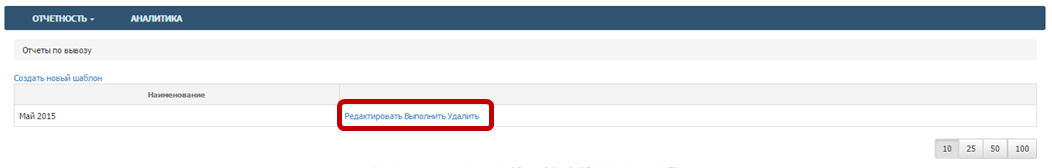 ОТЧЕТНОСТЬ АНАЛИТИКА
Отчеты по вывозу
Создать новый шаблон
Наименование
Май 2015 Редактировать Выполнить Удалить
10 25 50 100